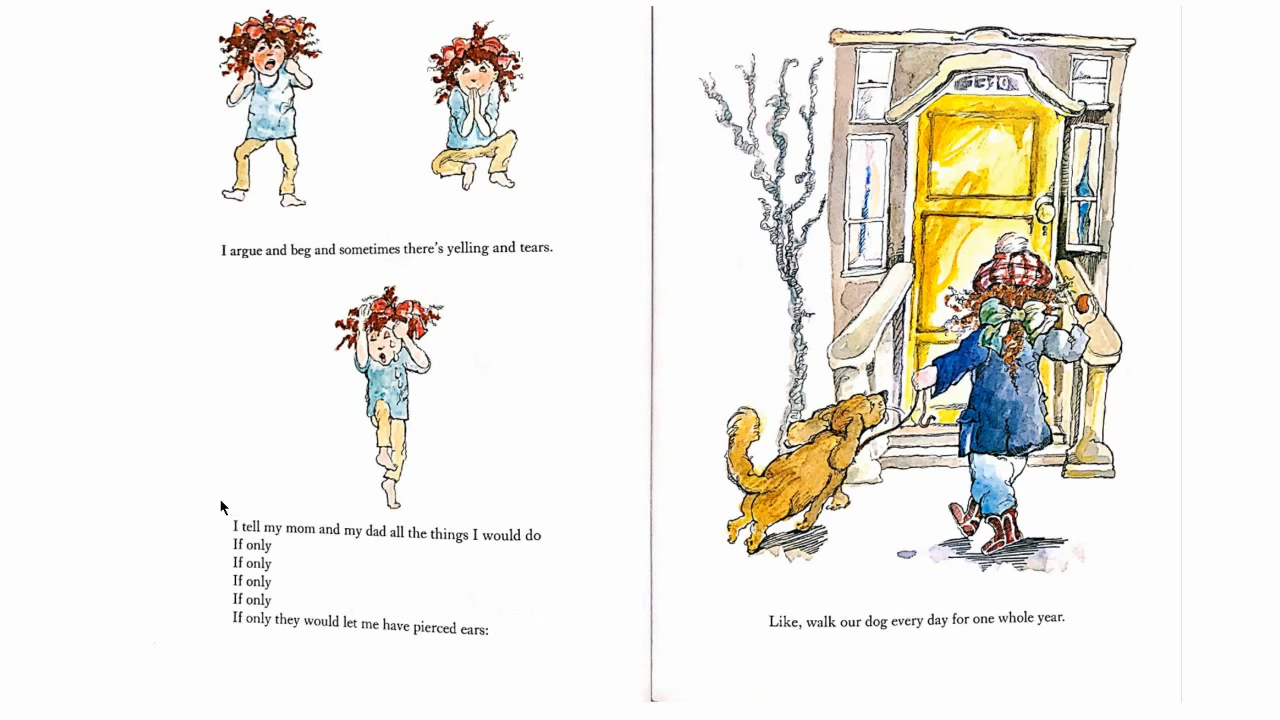 I argue and beg and sometimes there's yelling and tears.
I tell my mom and my dad all the things I would do
If only
If only
If only
If only
If only they would let me have pierced ears:
Like, walk our dog every day for one whole year.